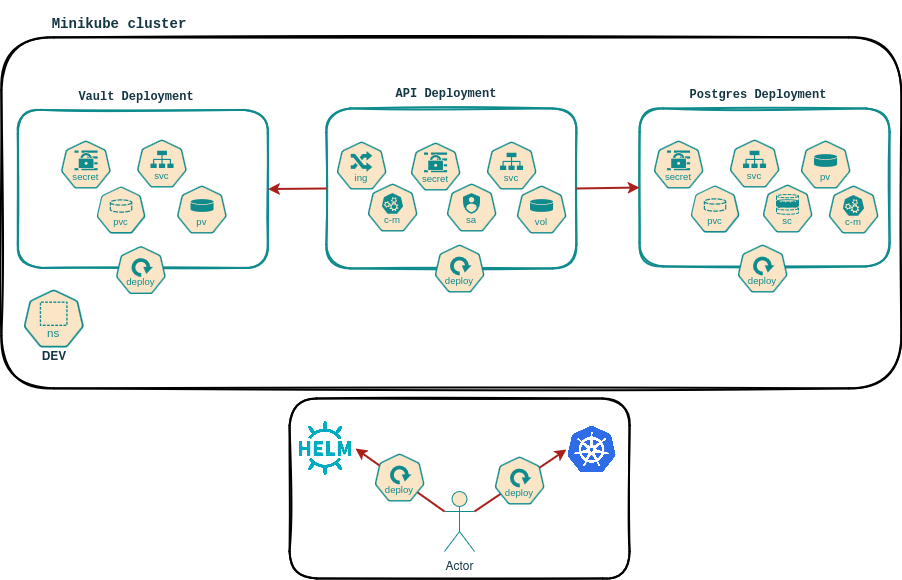 Minikube cluster
Vault Deployment
API Deployment
Postgres Deployment
secret
svc
pvc
pv
deploy
ing
secret
svc
c-m
sa
vol
deploy
secret
svc
pv
pvc
sc
c-m
deploy
ns
DEV
HELM
deploy
deploy
Actor